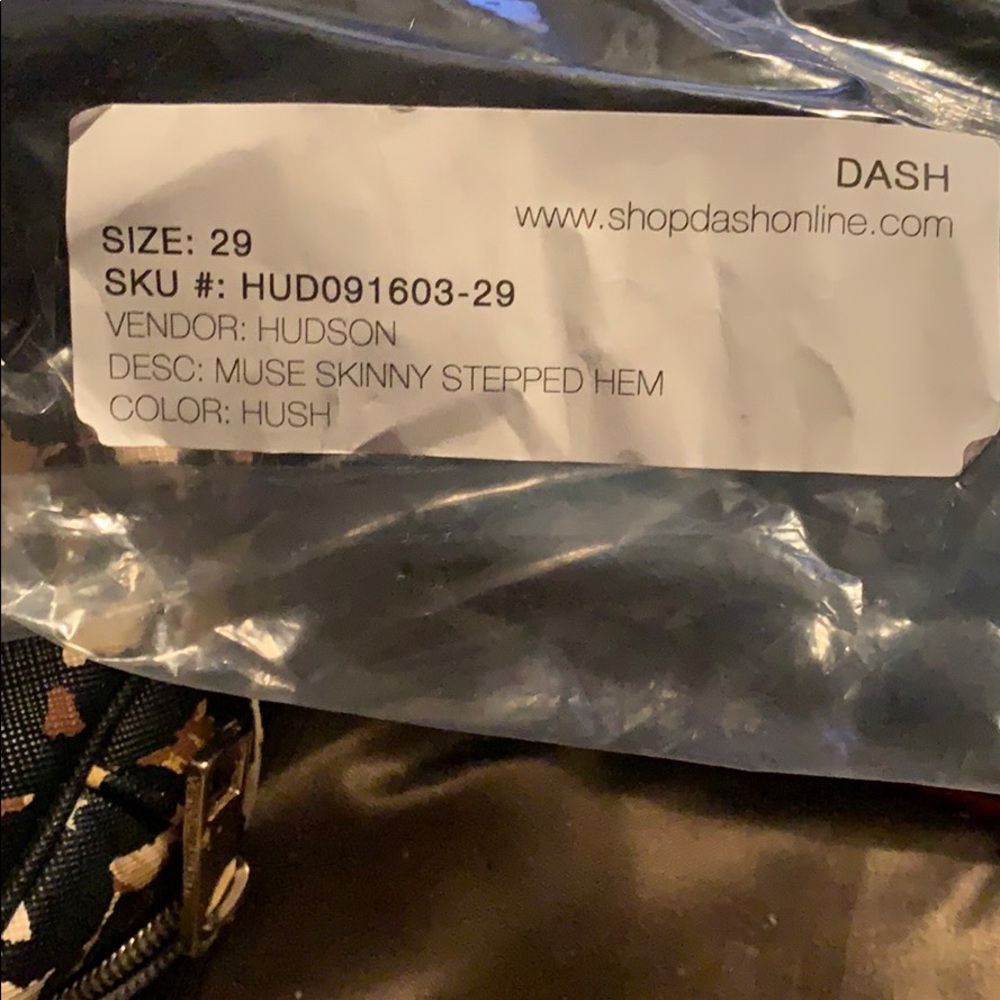 DASH
www.shopdashonline.com
SIZE: 29
SKU #: HUD091603-29
VENDOR: HUDSON
DESC: MUSE SKINNY STEPPED HEM
COLOR: HUSH